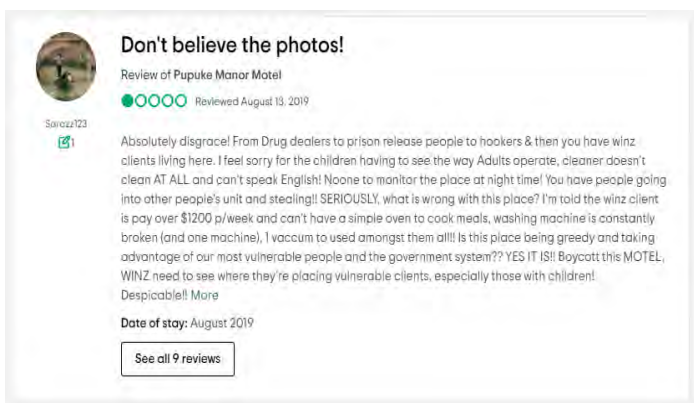 Don't believe the photos!
Review of Pupuke Manor Motel
Reviewed August 13, 2019
Sarozz123
1
Absolutely disgrace! From Drug dealers to prison release people to hookers & then you have winz
clients living here. I feel sorry for the children having to see the way Adults operate, cleaner doesn't
clean AT ALL and can't speak English! Noone to monitor the place at night time! You have people going
into other people's unit and stealing!! SERIOUSLY, what is wrong with this place? I'm told the winz client
is pay over $1200 p/week and can't have a simple oven to cook meals, washing machine is constantly
broken (and one machine), 1 vaccum to used amongst them all!! Is this place being greedy and taking
advantage of our most vulnerable people and the government system?? YES IT IS!! Boycott this MOTEL,
WINZ need to see where they're placing vulnerable clients, especially those with children!
Despicable!! More
Date of stay: August 2019
See all 9 reviews